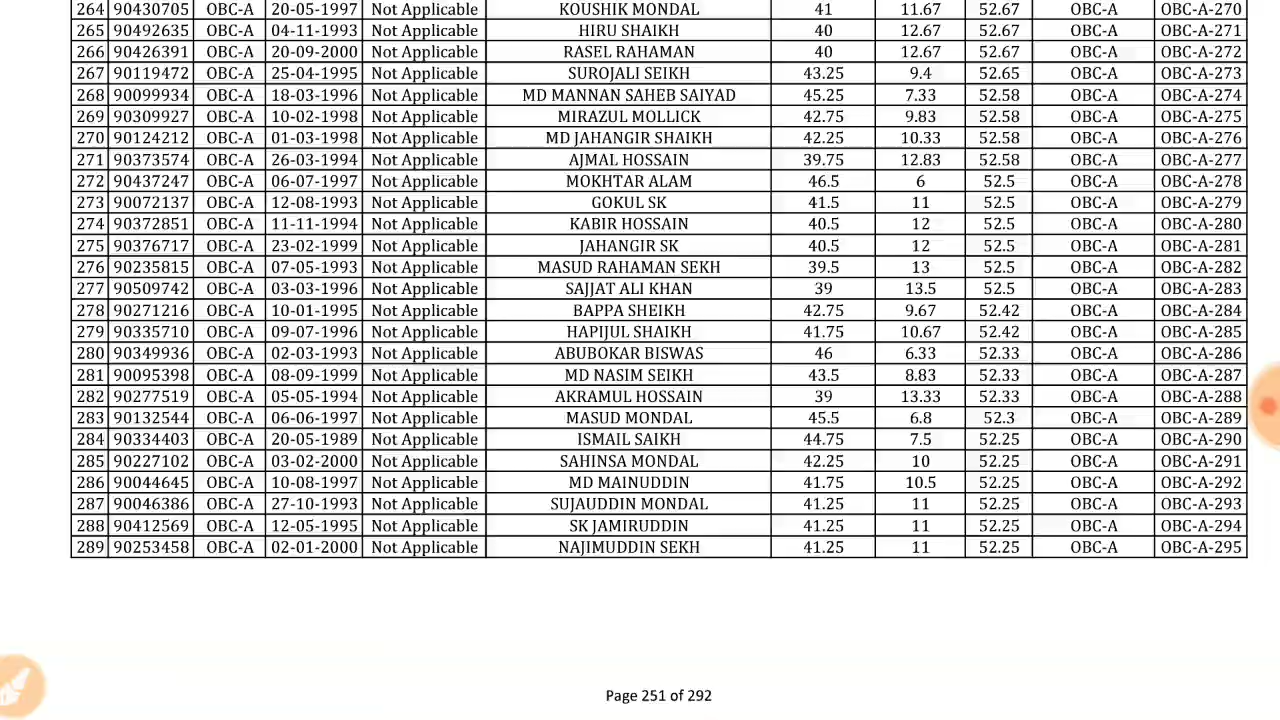 264 90430705 OBC-A 20-05-1997 Not Applicable KOUSHIK MONDAL 41 11.67 52.67 OBC-A OBC-A-270
265 90492635 OBC-A 04-11-1993 Not Applicable HIRU SHAIKH 40 12.67 52.67 OBC-A OBC-A-271
266 90426391 OBC-A 20-09-2000 Not Applicable RASEL RAHAMAN 40 12.67 52.67 OBC-A OBC-A-272
267 90119472 OBC-A 25-04-1995 Not Applicable SUROJALI SEIKH 43.25 9.4 52.65 OBC-A OBC-A-273
268 90099934 OBC-A 18-03-1996 Not Applicable MD MANNAN SAHEB SAIYAD 45.25 7.33 52.58 OBC-A OBC-A-274
269 90309927 OBC-A 10-02-1998 Not Applicable MIRAZUL MOLLICK 42.75 9.83 52.58 OBC-A OBC-A-275
270 90124212 OBC-A 01-03-1998 Not Applicable MD JAHANGIR SHAIKH 42.25 10.33 52.58 OBC-A OBC-A-276
271 90373574 OBC-A 26-03-1994 Not Applicable AJMAL HOSSAIN 39.75 12.83 52.58 OBC-A OBC-A-277
272 90437247 OBC-A 06-07-1997 Not Applicable MOKHTAR ALAM 46.5 6 52.5 OBC-A OBC-A-278
273 90072137 OBC-A 12-08-1993 Not Applicable GOKUL SK 41.5 11 52.5 OBC-A OBC-A-279
274 90372851 OBC-A 11-11-1994 Not Applicable KABIR HOSSAIN 40.5 12 52.5 OBC-A OBC-A-280
275 90376717 OBC-A 23-02-1999 Not Applicable JAHANGIR SK 40.5 12 52.5 OBC-A OBC-A-281
276 90235815 OBC-A 07-05-1993 Not Applicable MASUD RAHAMAN SEKH 39.5 13 52.5 OBC-A OBC-A-282
277 90509742 OBC-A 03-03-1996 Not Applicable SAJJAT ALI KHAN 39 13.5 52.5 OBC-A OBC-A-283
278 90271216 OBC-A 10-01-1995 Not Applicable BAPPA SHEIKH 42.75 9.67 52.42 OBC-A OBC-A-284
279 90335710 OBC-A 09-07-1996 Not Applicable HAPIJUL SHAIKH 41.75 10.67 52.42 OBC-A OBC-A-285
280 90349936 OBC-A 02-03-1993 Not Applicable ABUBOKAR BISWAS 46 6.33 52.33 OBC-A OBC-A-286
281 90095398 OBC-A 08-09-1999 Not Applicable MD NASIM SEIKH 43.5 8.83 52.33 OBC-A OBC-A-287
282 90277519 OBC-A 05-05-1994 Not Applicable AKRAMUL HOSSAIN 39 13.33 52.33 OBC-A OBC-A-288
283 90132544 OBC-A 06-06-1997 Not Applicable MASUD MONDAL 45.5 6.8 52.3 OBC-A OBC-A-289
284 90334403 OBC-A 20-05-1989 Not Applicable ISMAIL SAIKH 44.75 7.5 52.25 OBC-A OBC-A-290
285 90227102 OBC-A 03-02-2000 Not Applicable SAHINSA MONDAL 42.25 10 52.25 OBC-A OBC-A-291
286 90044645 OBC-A 10-08-1997 Not Applicable MD MAINUDDIN 41.75 10.5 52.25 OBC-A OBC-A-292
287 90046386 OBC-A 27-10-1993 Not Applicable SUJAUDDIN MONDAL 41.25 11 52.25 OBC-A OBC-A-293
288 90412569 OBC-A 12-05-1995 Not Applicable SK JAMIRUDDIN 41.25 11 52.25 OBC-A OBC-A-294
289 90253458 OBC-A 02-01-2000 Not Applicable NAJIMUDDIN SEKH 41.25 11 52.25 OBC-A OBC-A-295
Page 251 of 292